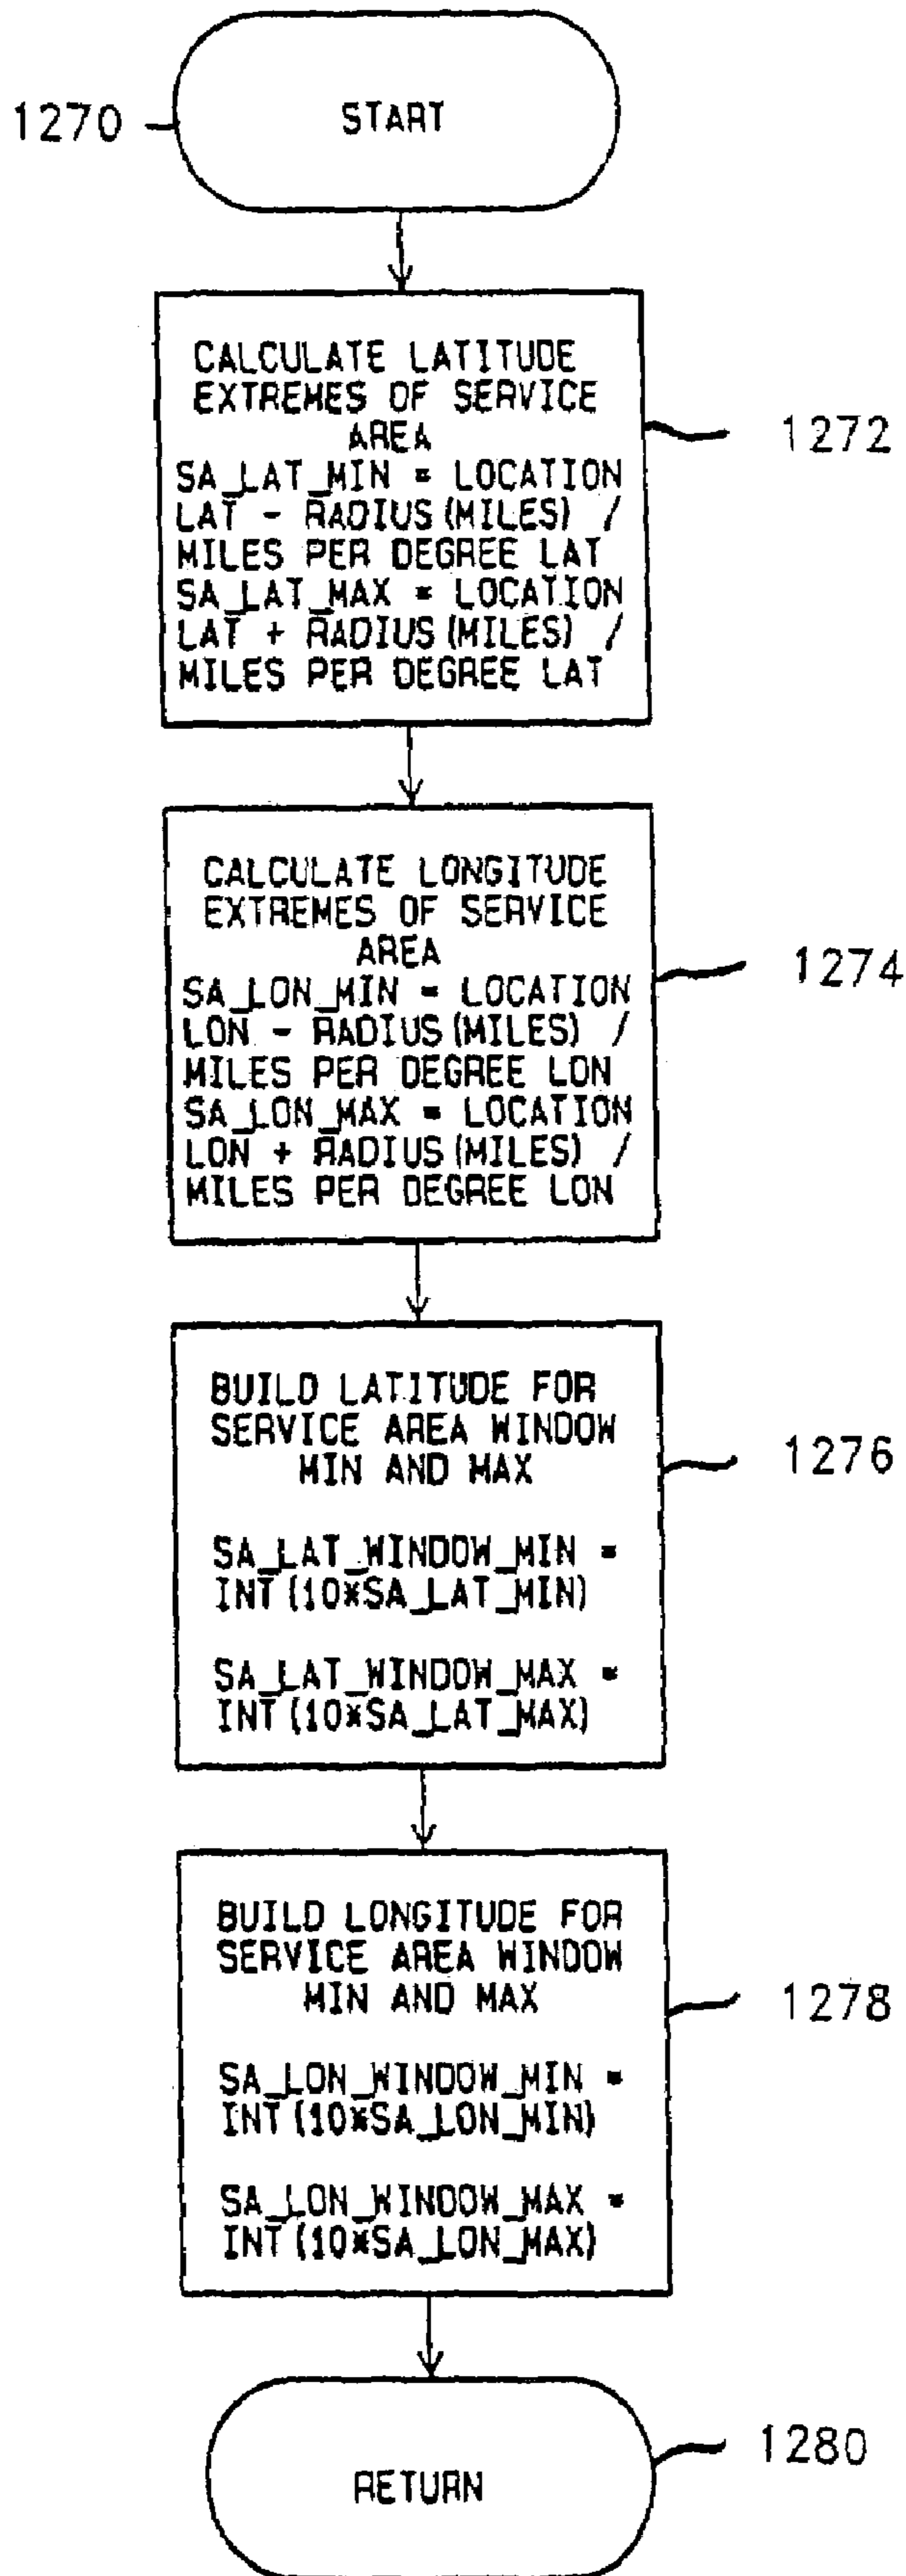 1270
START
CALCULATE LATITUDE
EXTREMES OF SERVICE
AREA
SA_LAT_MIN = LOCATION
LAT - RADIUS (MILES) /
MILES PER DEGREE LAT
SA_LAT_MAX = LOCATION
LAT + RADIUS (MILES) /
MILES PER DEGREE LAT
1272
CALCULATE LONGITUDE
EXTREMES OF SERVICE
AREA
SA_LON_MIN = LOCATION
LON - RADIUS (MILES) /
MILES PER DEGREE LON
SA_LON_MAX = LOCATION
LON + RADIUS (MILES) /
MILES PER DEGREE LON
1274
BUILD LATITUDE FOR
SERVICE AREA WINDOW
MIN AND MAX
SA_LAT_WINDOW_MIN =
INT (10*SA_LAT_MIN)
SA_LAT_WINDOW_MAX =
INT (10*SA_LAT_MAX)
1276
BUILD LONGITUDE FOR
SERVICE AREA WINDOW
MIN AND MAX
SA_LON_WINDOW_MIN =
INT (10*SA_LON_MIN)
SA_LON_WINDOW_MAX =
INT (10*SA_LON_MAX)
1278
RETURN
1280